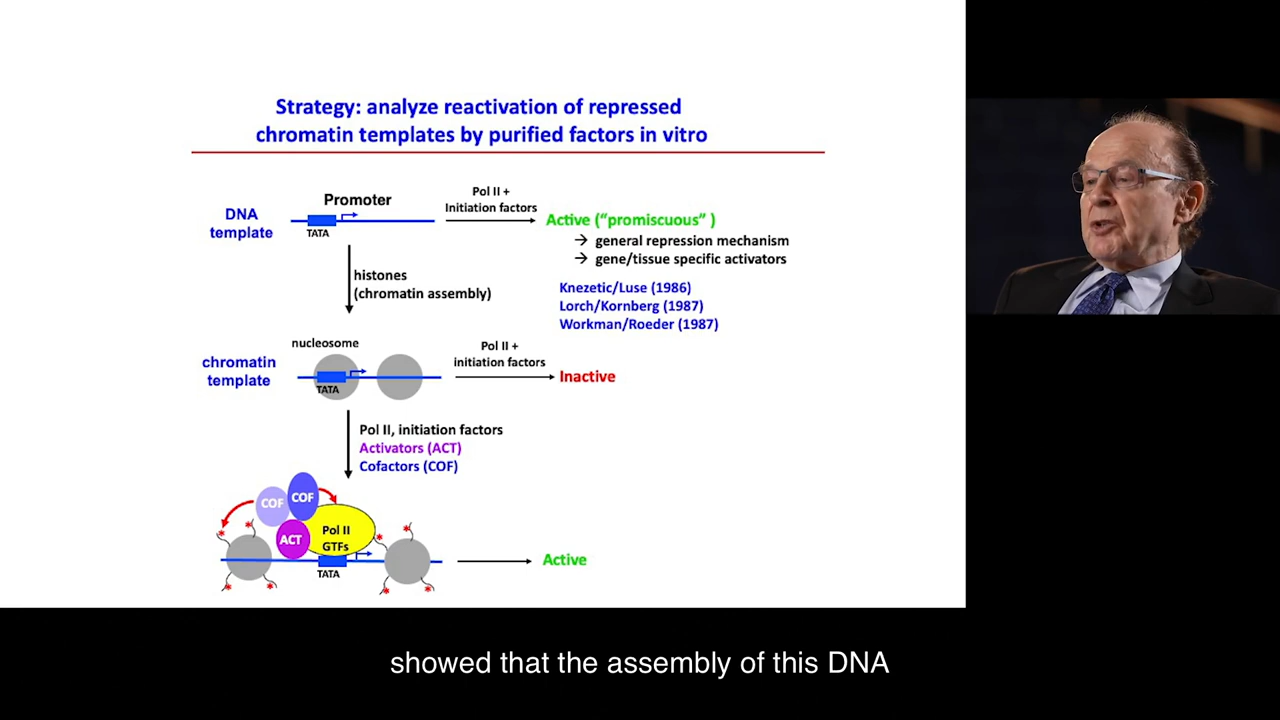 Strategy: analyze reactivation of repressed
chromatin templates by purified factors in vitro
DNA
template
Promoter
TATA
Pol II +
Initiation factors
Active (“promiscuous” )
→ general repression mechanism
→ gene/tissue specific activators
histones
(chromatin assembly)
Knezetic/Luse (1986)
Lorch/Kornberg (1987)
Workman/Roeder (1987)
nucleosome
chromatin
template
TATA
Pol II +
initiation factors
Inactive
Pol II, initiation factors
Activators (ACT)
Cofactors (COF)
COF
COF
ACT
Pol II
GTFs
TATA
Active
showed that the assembly of this DNA